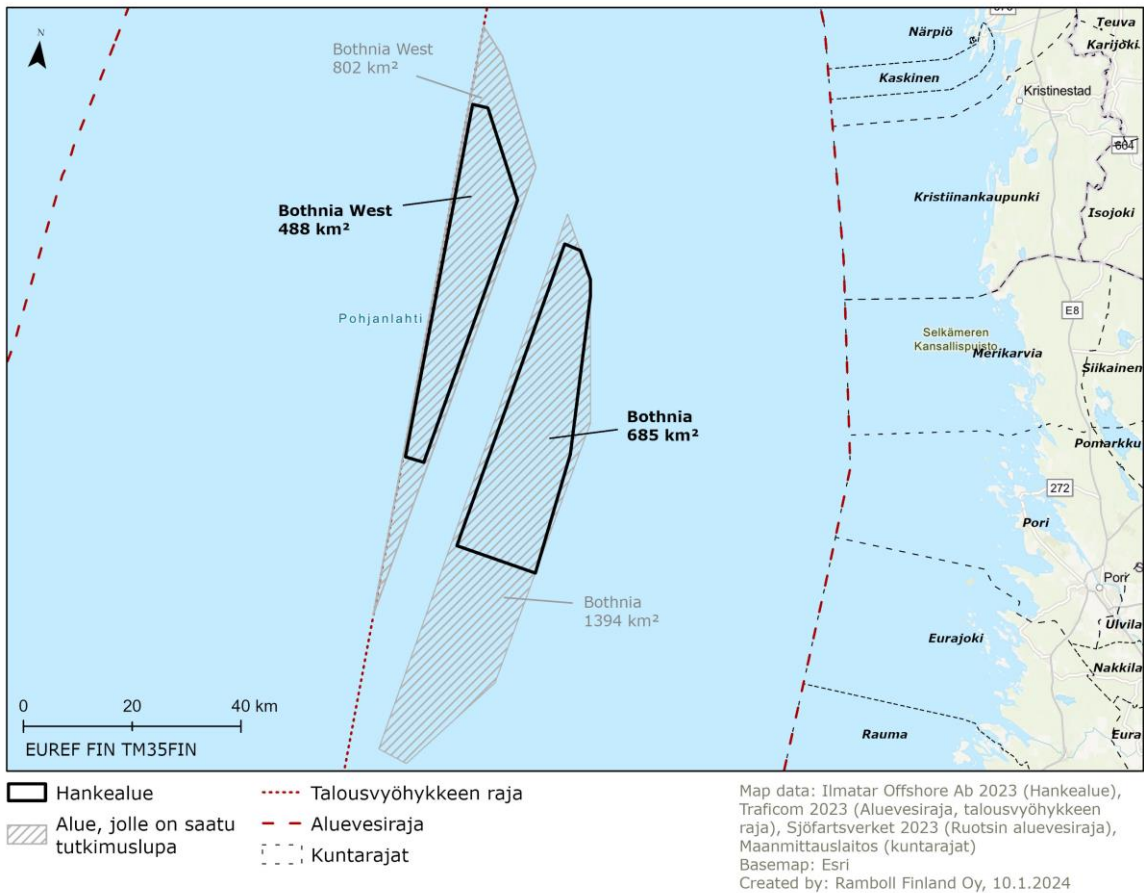 N
Bothnia West
802 km²
Bothnia West
488 km²
Pohjanlahti
Bothnia
685 km²
Bothnia
1394 km²
Närpiö
Kaskinen
Teuva
Karijoki
Kristinestad
664
Kristiinankaupunki
Isojoki
E8
Selkämeren
Kansallispuisto
Merikarvia
Siikainen
Pomarkku
272
Pori
Pori
Ulvila
Eurajoki
Nakkila
Rauma
Eura
0 20 40 km
EUREF FIN TM35FIN
Hankealue
Alue, jolle on saatu
tutkimuslupa
Talousvyöhykkeen raja
Aluevesiraja
Kuntarajat
Map data: Ilmatar Offshore Ab 2023 (Hankealue),
Traficom 2023 (Aluevesiraja, talousvyöhykkeen
raja), Sjöfartsverket 2023 (Ruotsin aluevesiraja),
Maanmittauslaitos (kuntarajat)
Basemap: Esri
Created by: Ramboll Finland Oy, 10.1.2024